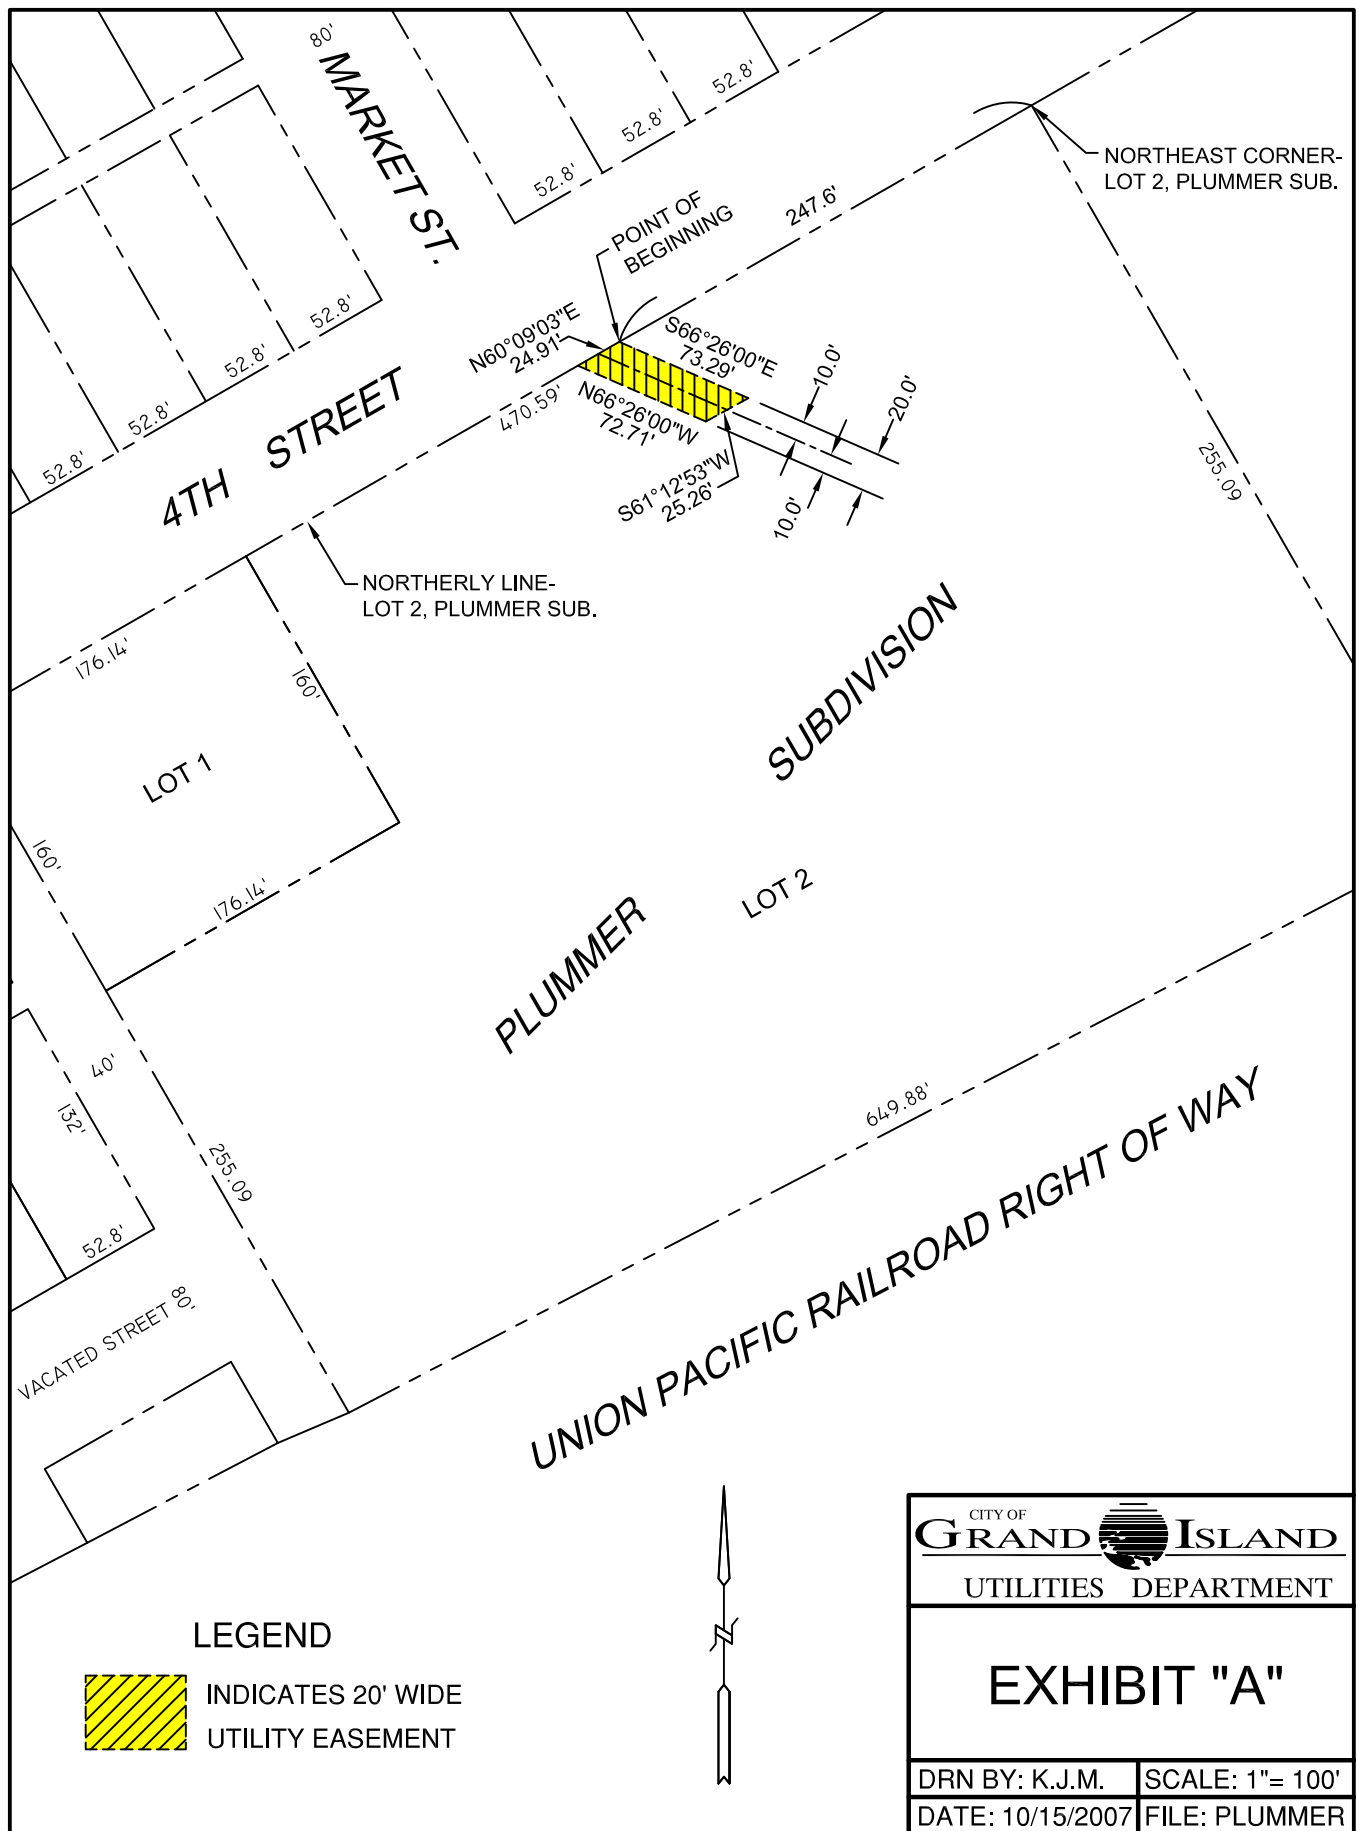 80'
MARKET ST.
52.8'
52.8'
52.8'
NORTHEAST CORNER-
LOT 2, PLUMMER SUB.
POINT OF
BEGINNING
247.6'
52.8'
52.8'
52.8'
52.8'
N60°09'03"E
24.91'
S66°26'00"E
73.29'
10.0'
20.0'
4TH STREET
470.59'
N66°26'00"W
72.71'
S61°12'53"W
25.26'
10.0'
255.09
NORTHERLY LINE-
LOT 2, PLUMMER SUB.
176.14'
160'
LOT 1
SUBDIVISION
160'
176.14'
LOT 2
PLUMMER
40'
132'
255.09
649.88'
52.8'
VACATED STREET 80'
UNION PACIFIC RAILROAD RIGHT OF WAY
N
CITY OF
GRAND ISLAND
UTILITIES DEPARTMENT
LEGEND
INDICATES 20' WIDE
UTILITY EASEMENT
EXHIBIT "A"
DRN BY: K.J.M.
SCALE: 1"= 100'
DATE: 10/15/2007
FILE: PLUMMER